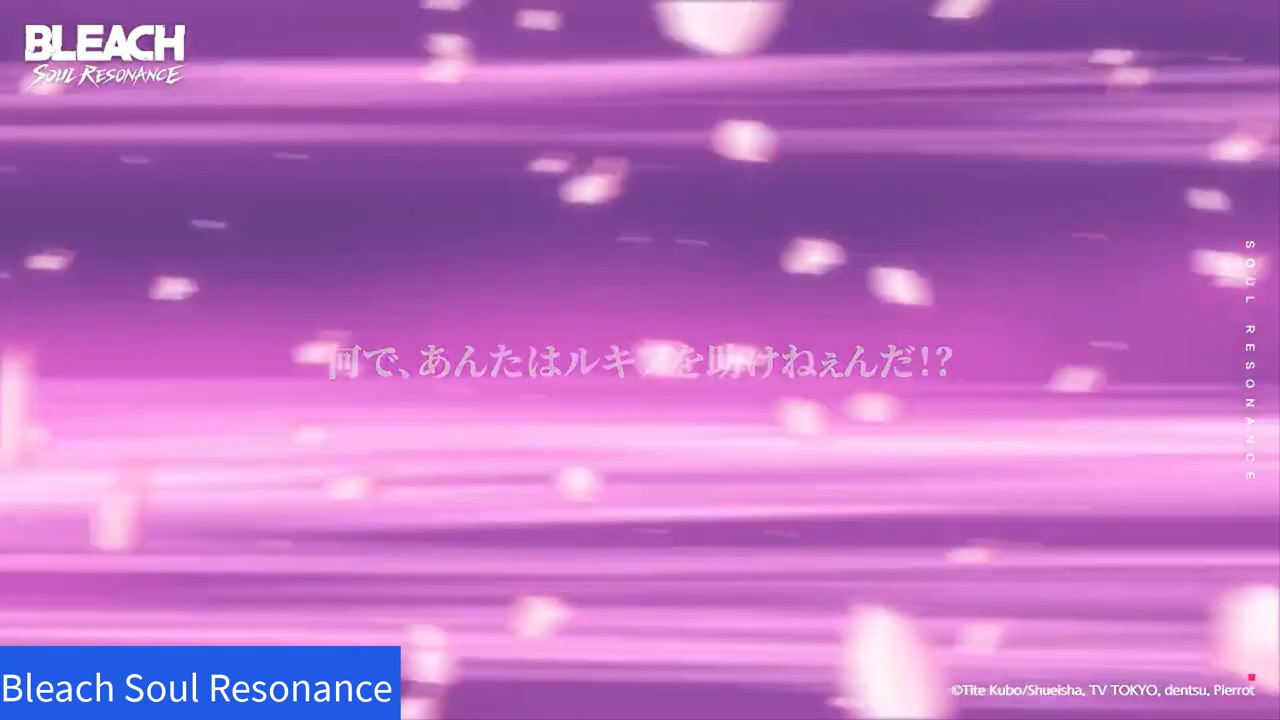 BLEACH
SOUL RESONANCE
何で、あんたはルキアを助けねぇんだ!?
SOUL RESONANCE
Bleach Soul Resonance
©Tite Kubo/Shueisha, TV TOKYO, dentsu, Pierrot